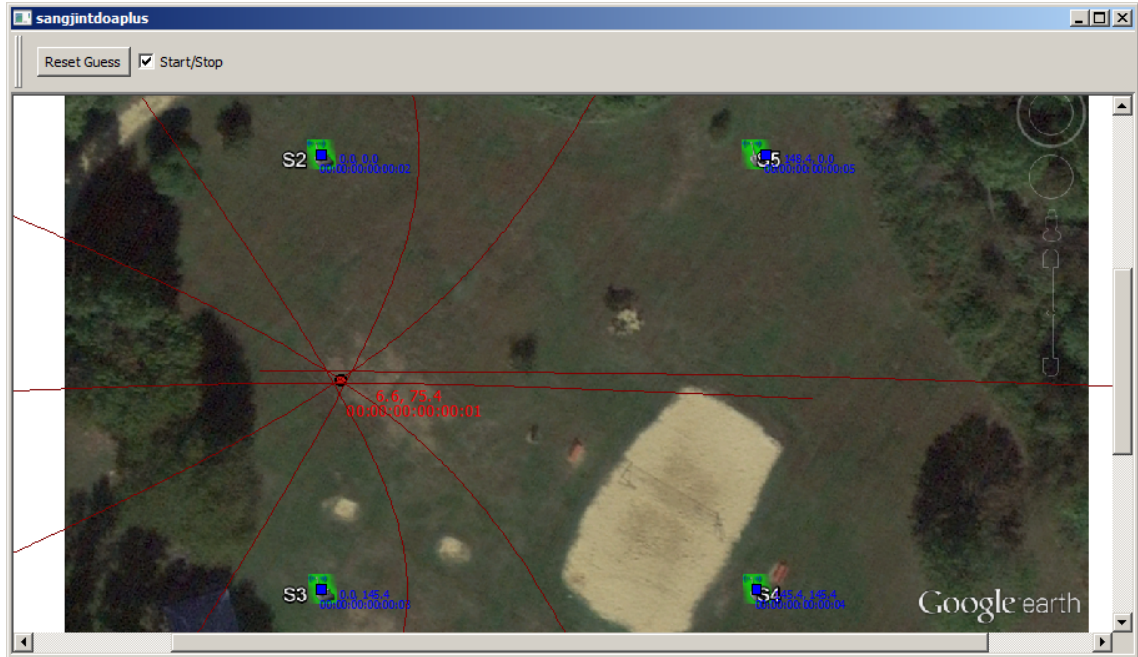 sangjintdoaplus
Reset Guess
Start/Stop
S2
0.0, 0.0
00:00:00:00:00:02
S5
148.4, 0.0
00:00:00:00:00:05
6.6, 75.4
00:00:00:00:00:01
S3
0.0, 145.4
00:00:00:00:00:03
S4
145.4, 145.4
00:00:00:00:00:04
Google earth